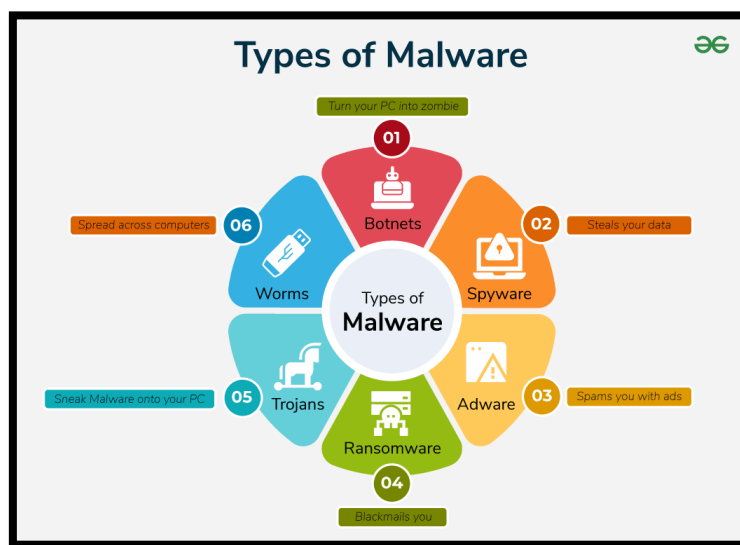 Types of Malware
Turn your PC into zombie
01
Botnets
02
Steals your data
Spyware
03
Spams you with ads
Adware
04
Ransomware
Blackmails you
05
Sneak Malware onto your PC
Trojans
06
Spread across computers
Worms
Types of
Malware